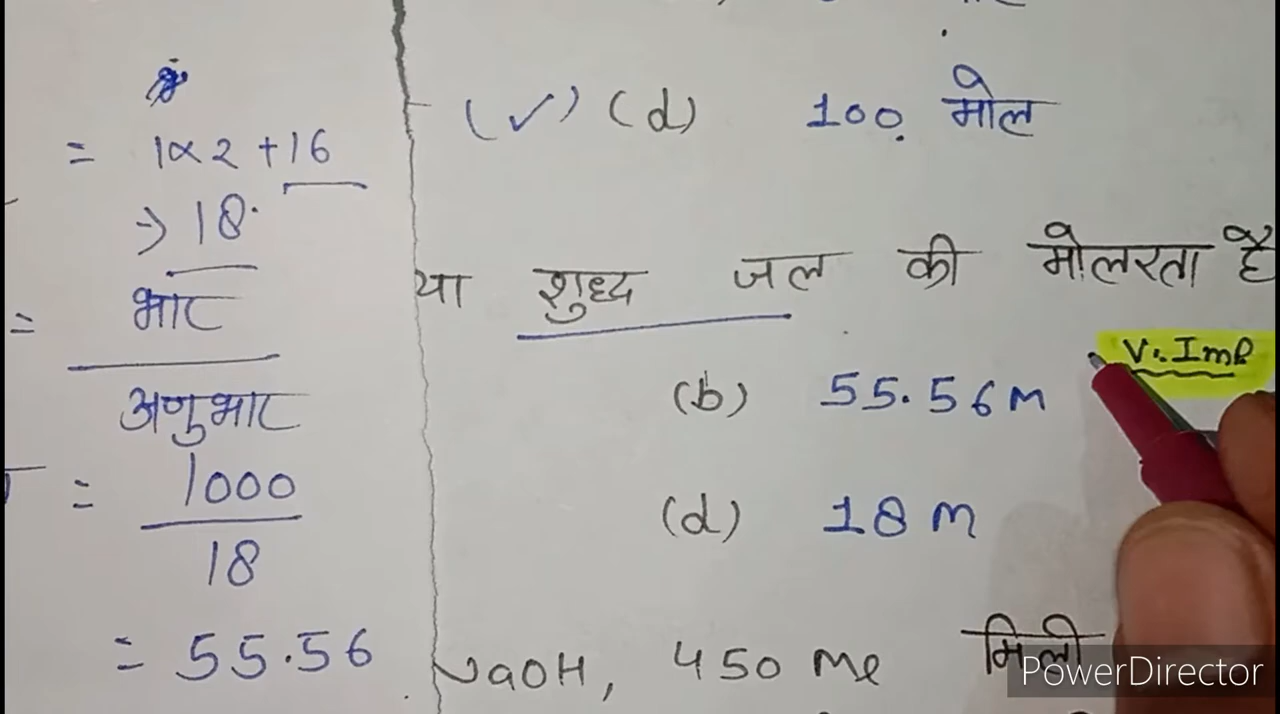 = 1×2 +16
⇒ 18.
= भार
अणुभार
= 1000
18
= 55.56
(✓) (d) 100 मोल
या शुध्द जल की मोलरता है
V. Imp
(b) 55.56 M
(d) 18 M
NaOH, 450 ml मिली
PowerDirector